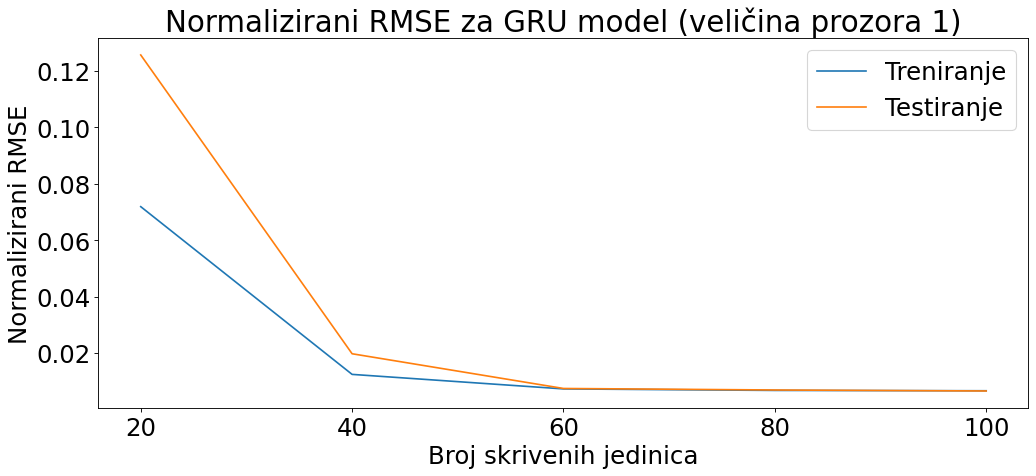 Normalizirani RMSE za GRU model (veličina prozora 1)
Treniranje
Testiranje
Normalizirani RMSE
0.12
0.10
0.08
0.06
0.04
0.02
20 40 60 80 100
Broj skrivenih jedinica